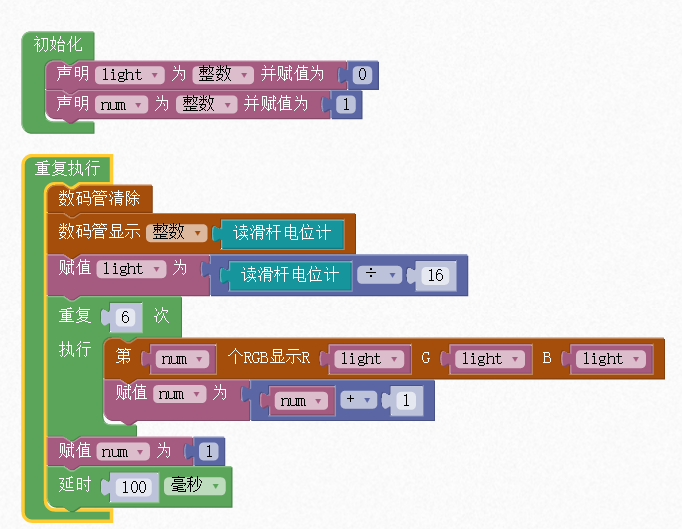 初始化
声明 light 为 整数 并赋值为 0
声明 num 为 整数 并赋值为 1
重复执行
数码管清除
数码管显示 整数 读滑杆电位计
赋值 light 为 读滑杆电位计 ÷ 16
重复 6 次
执行 第 num 个RGB显示R light G light B light
赋值 num 为 num + 1
赋值 num 为 1
延时 100 毫秒